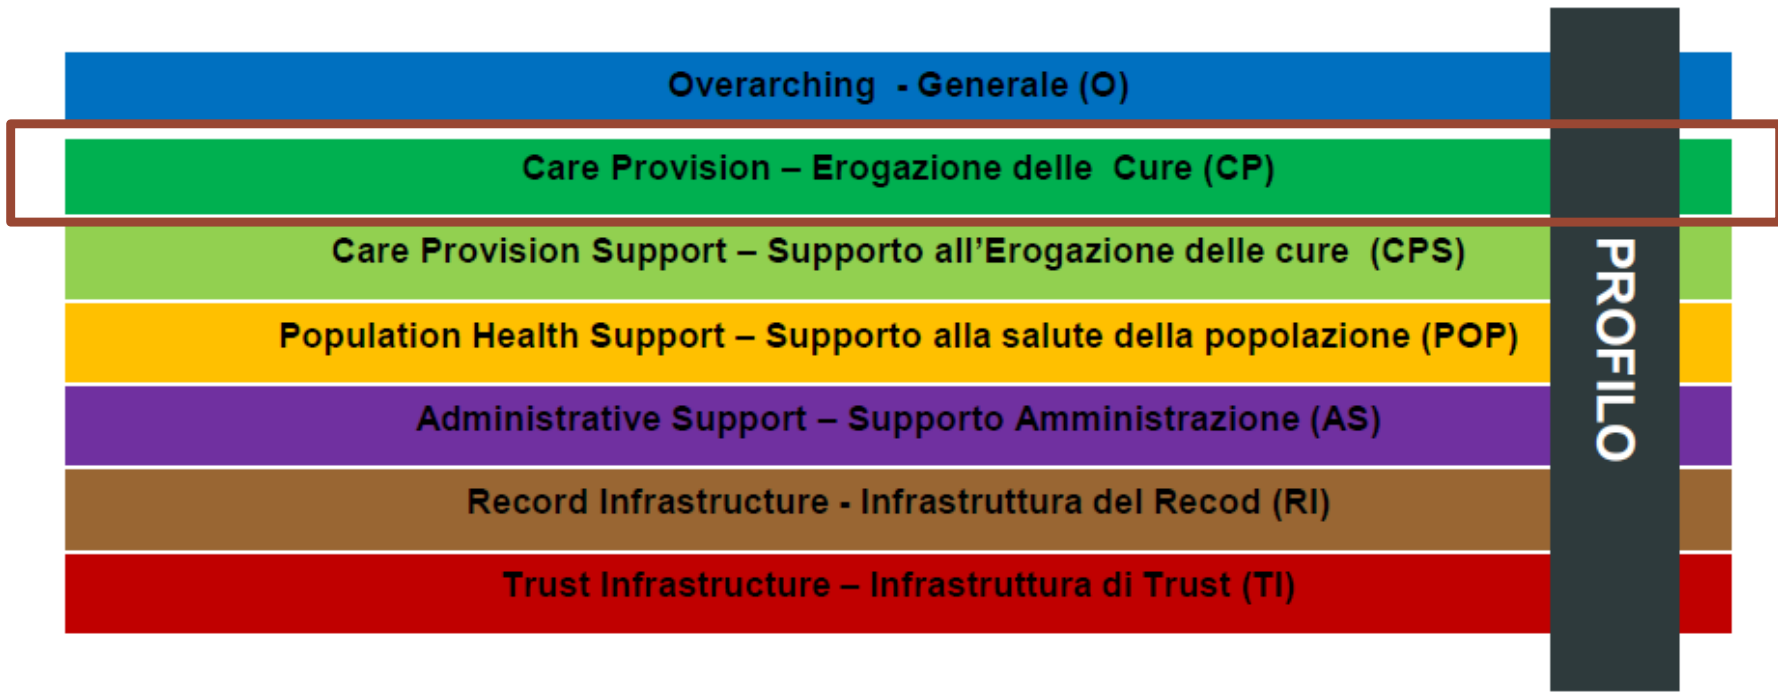 Overarching - Generale (O)
Care Provision – Erogazione delle Cure (CP)
Care Provision Support – Supporto all’Erogazione delle cure (CPS)
Population Health Support – Supporto alla salute della popolazione (POP)
Administrative Support – Supporto Amministrazione (AS)
Record Infrastructure - Infrastruttura del Recod (RI)
Trust Infrastructure – Infrastruttura di Trust (TI)
PROFILO